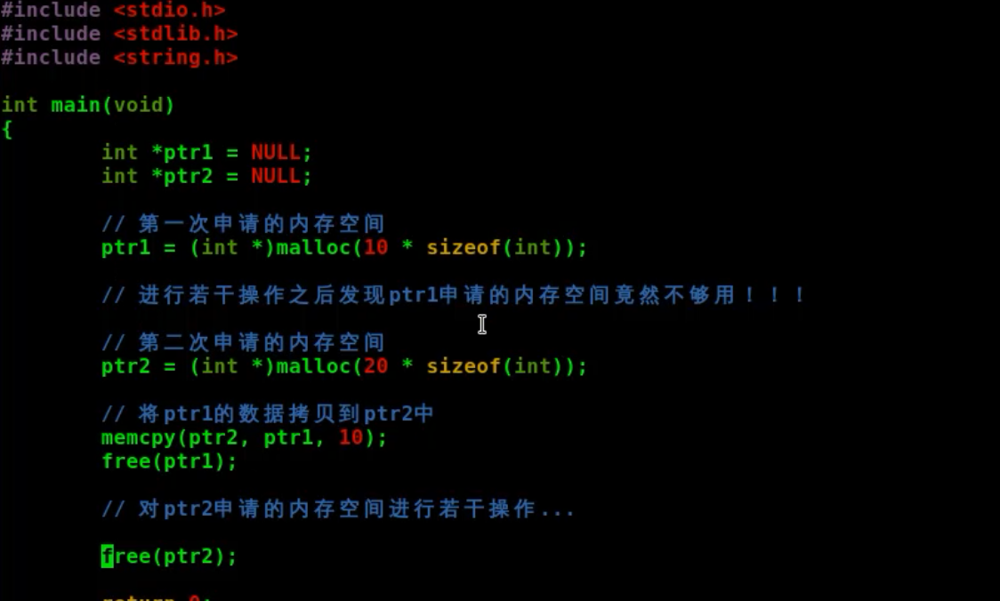 #include <stdio.h>
#include <stdlib.h>
#include <string.h>
int main(void)
{
int *ptr1 = NULL;
int *ptr2 = NULL;
// 第一次申请的内存空间
ptr1 = (int *)malloc(10 * sizeof(int));
// 进行若干操作之后发现ptr1申请的内存空间竟然不够用！！！
// 第二次申请的内存空间
ptr2 = (int *)malloc(20 * sizeof(int));
// 将ptr1的数据拷贝到ptr2中
memcpy(ptr2, ptr1, 10);
free(ptr1);
// 对ptr2申请的内存空间进行若干操作...
free(ptr2);
return 0;